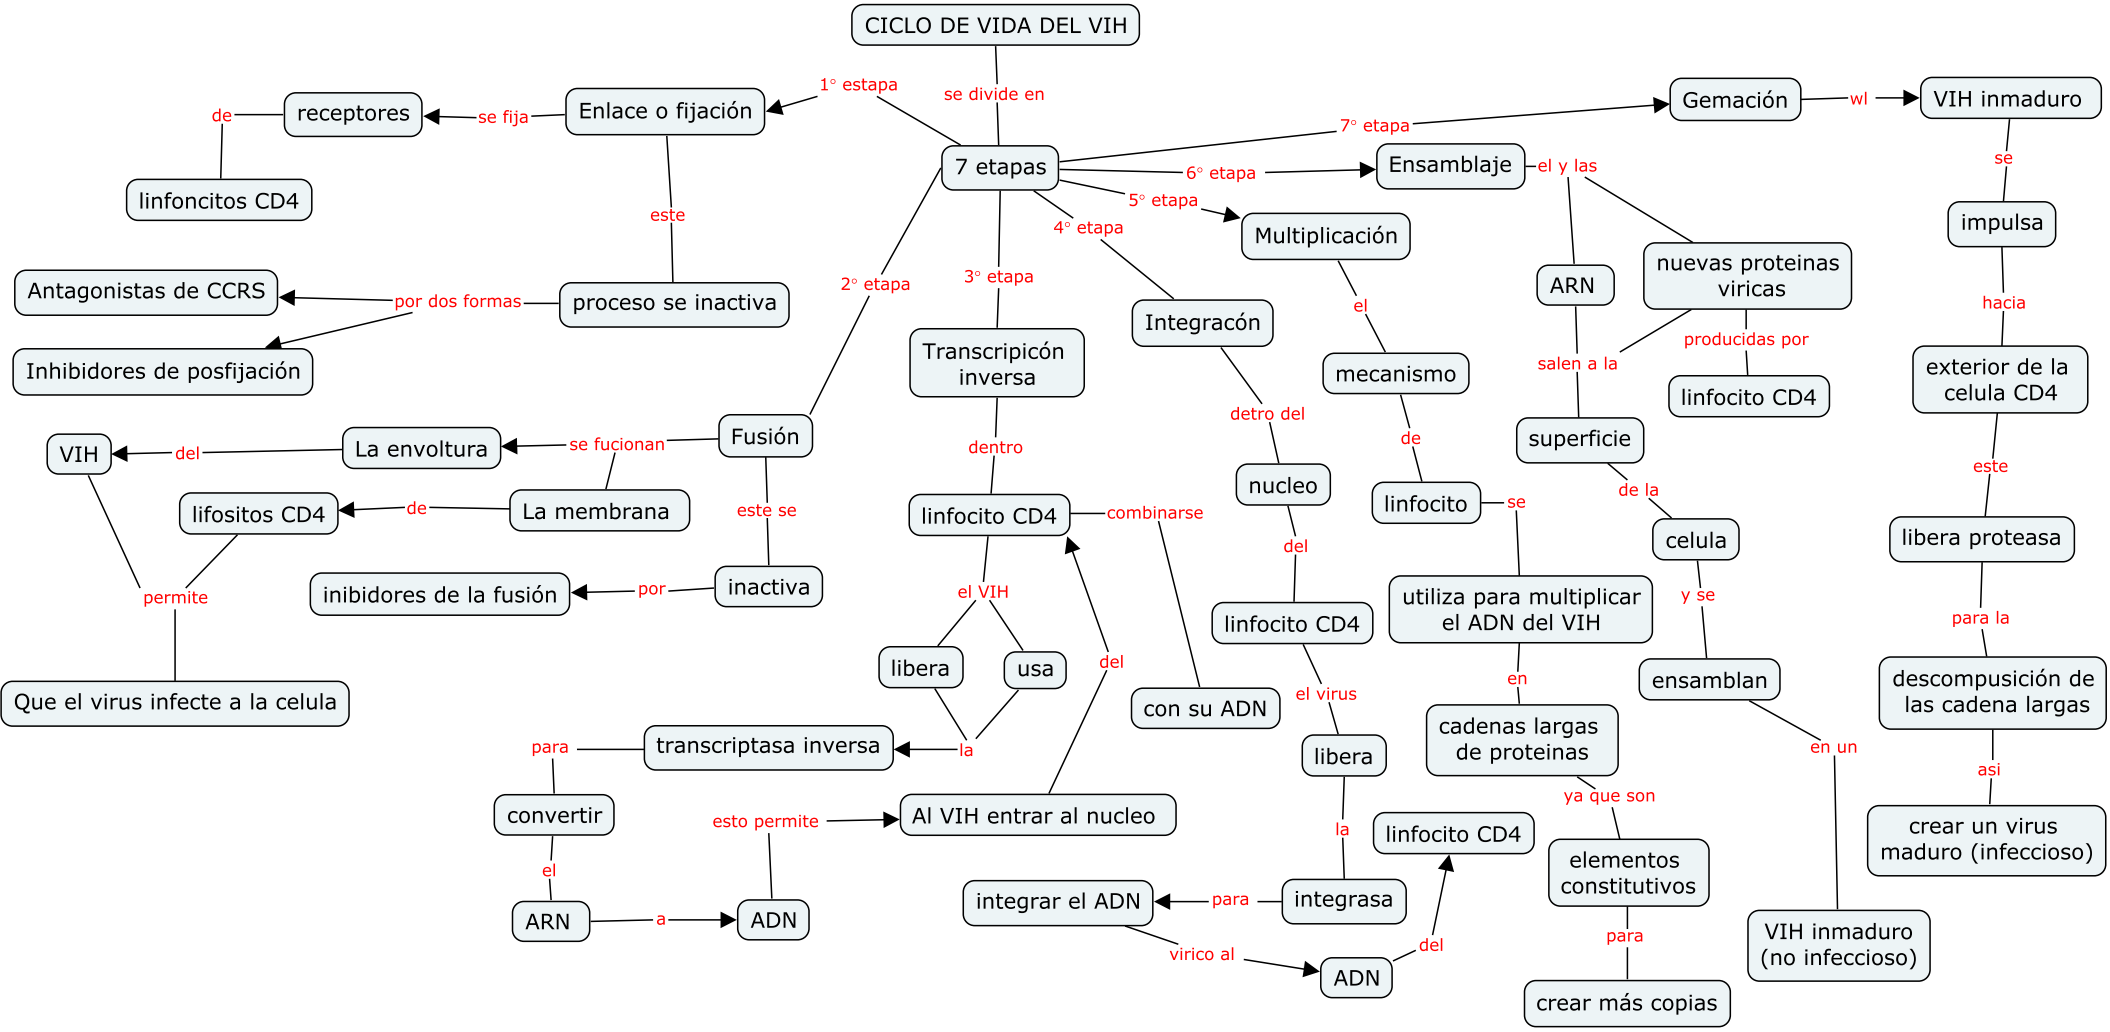 CICLO DE VIDA DEL VIH
se divide en
7 etapas
1° estapa
Enlace o fijación
se fija
receptores
de
linfoncitos CD4
este
proceso se inactiva
por dos formas
Antagonistas de CCRS
Inhibidores de posfijación
2° etapa
Fusión
se fucionan
La envoltura
del
VIH
La membrana
de
lifositos CD4
permite
Que el virus infecte a la celula
este se
inactiva
por
inibidores de la fusión
3° etapa
Transcripicón
inversa
dentro
linfocito CD4
combinarse
con su ADN
el VIH
libera
usa
la
transcriptasa inversa
para
convertir
el
ARN
a
ADN
esto permite
Al VIH entrar al nucleo
del
4° etapa
Integracón
detro del
nucleo
del
linfocito CD4
el virus
libera
la
integrasa
para
integrar el ADN
virico al
ADN
del
linfocito CD4
5° etapa
Multiplicación
el
mecanismo
de
linfocito
se
utiliza para multiplicar
el ADN del VIH
en
cadenas largas
de proteinas
ya que son
elementos
constitutivos
para
crear más copias
6° etapa
Ensamblaje
el y las
ARN
nuevas proteinas
viricas
producidas por
linfocito CD4
salen a la
superficie
de la
celula
y se
ensamblan
en un
VIH inmaduro
(no infeccioso)
7° etapa
Gemación
wl
VIH inmaduro
se
impulsa
hacia
exterior de la
celula CD4
este
libera proteasa
para la
descompusición de
las cadena largas
asi
crear un virus
maduro (infeccioso)